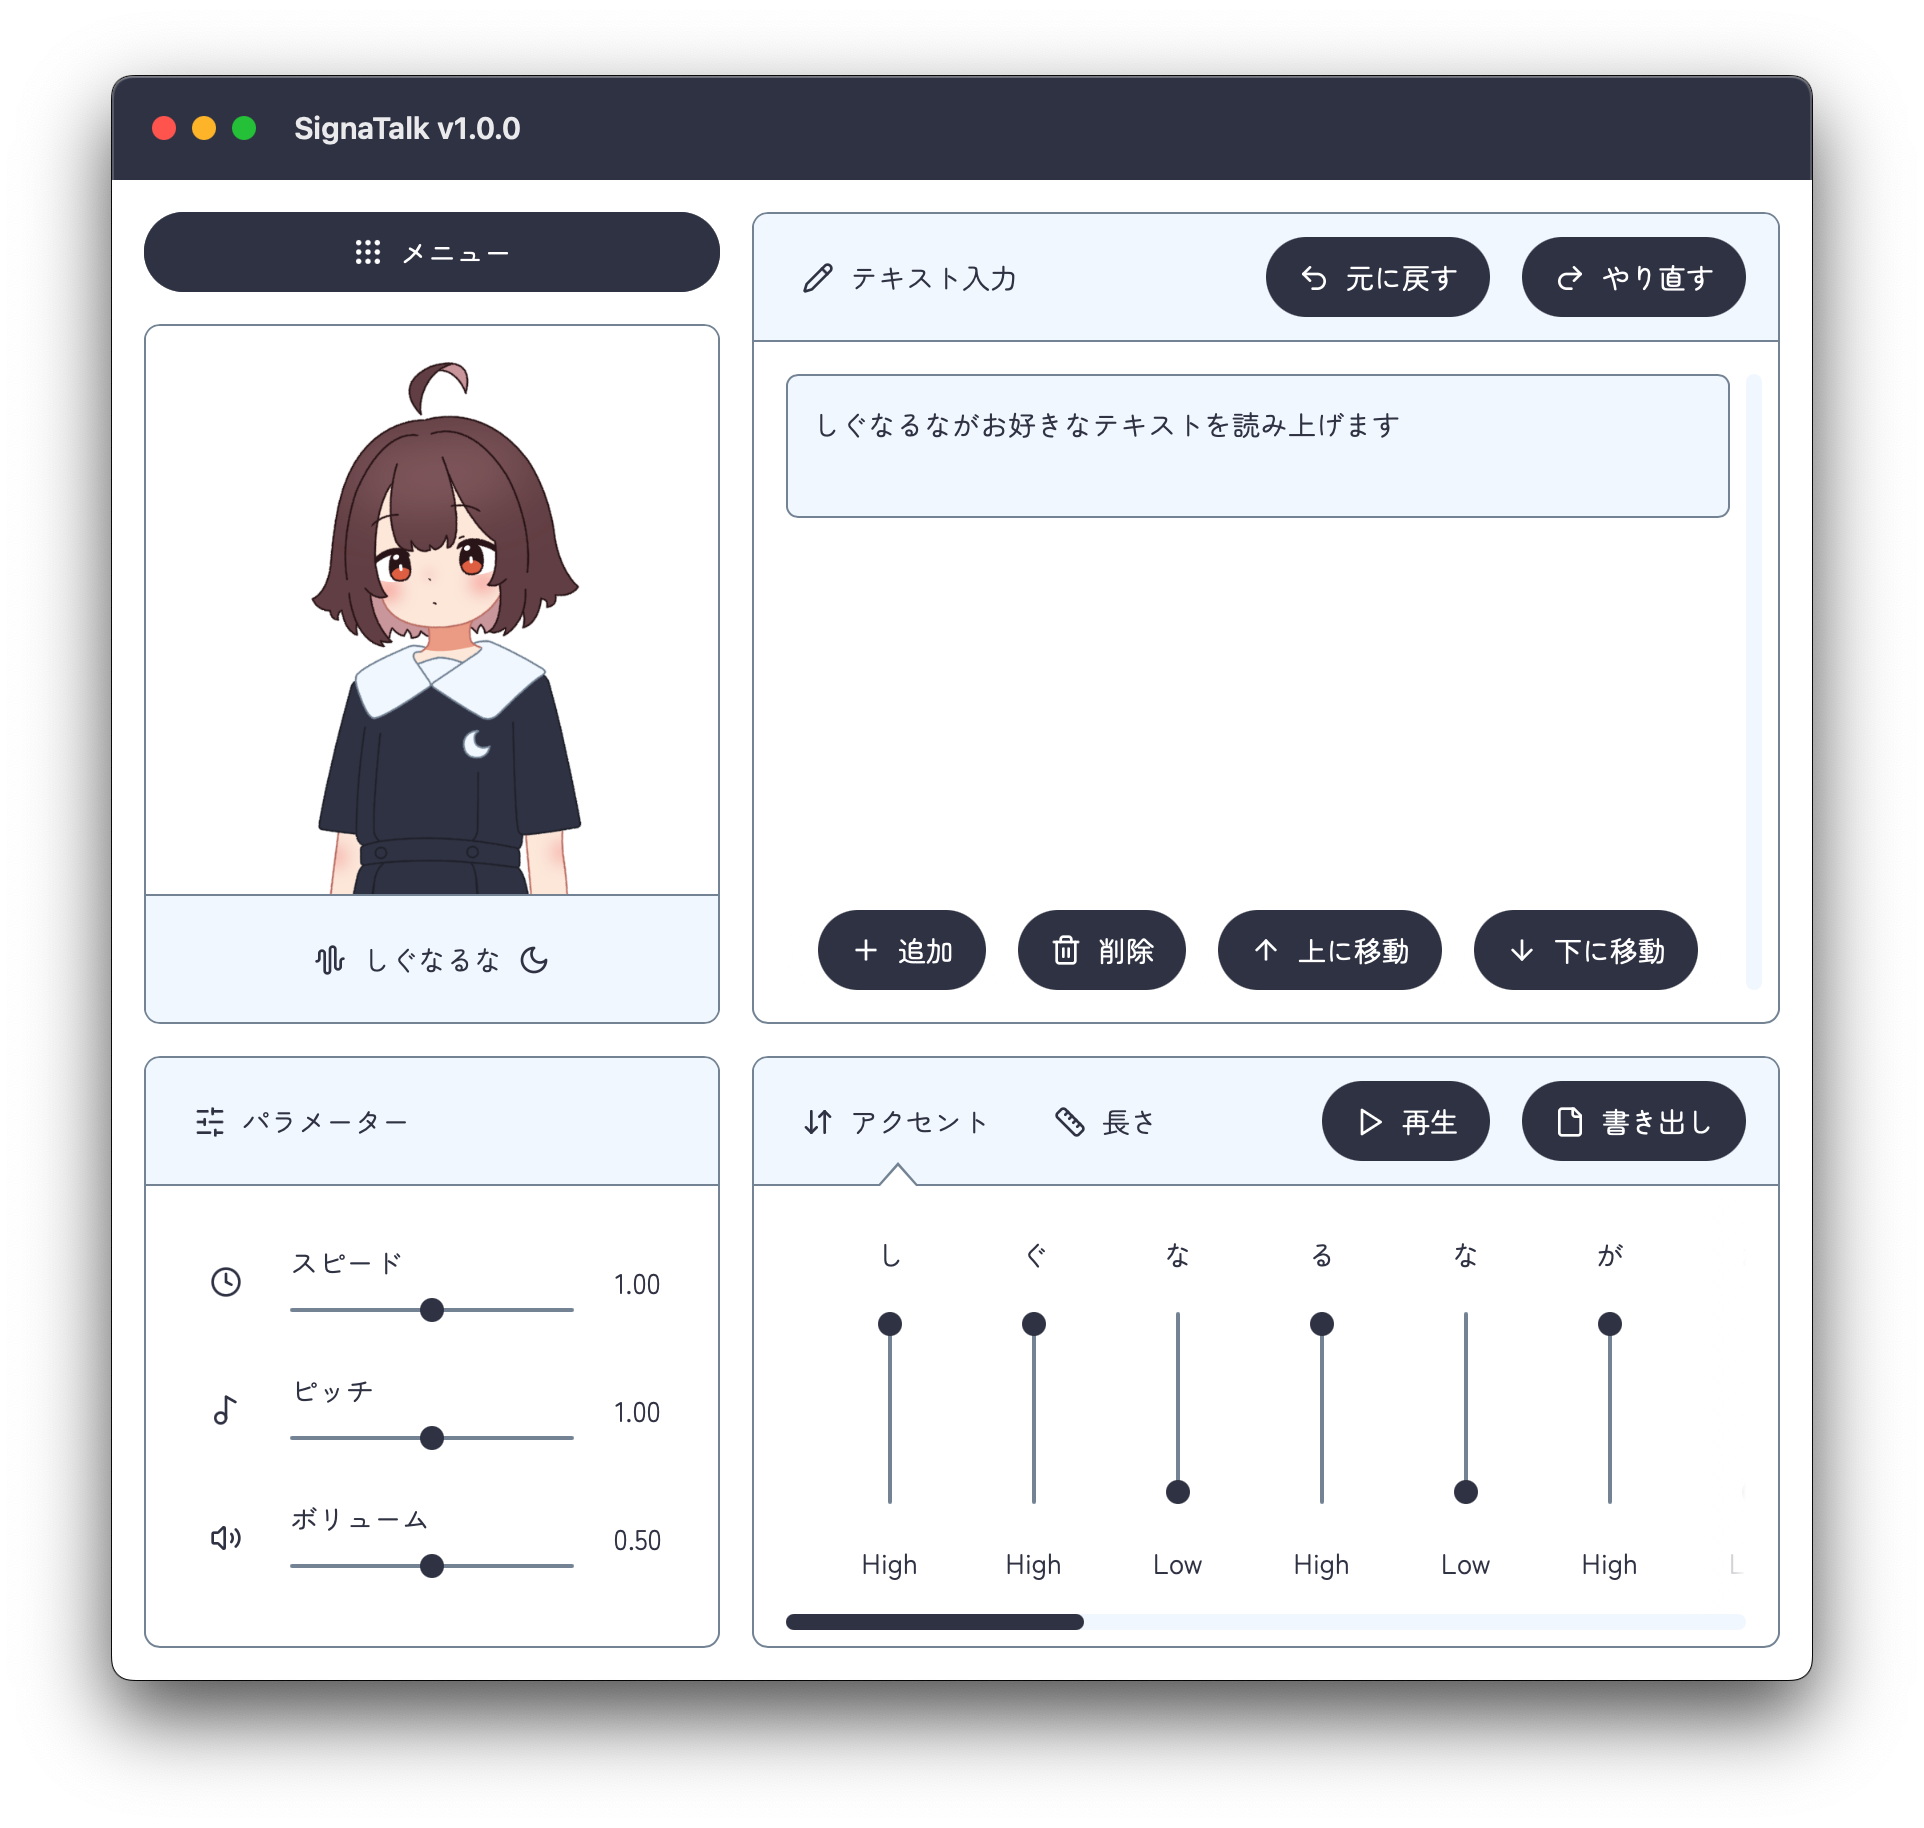 SignaTalk v1.0.0
メニュー
しぐなるな
テキスト入力 元に戻す やり直す
しぐなるながお好きなテキストを読み上げます
追加 削除 上に移動 下に移動
パラメーター
スピード 1.00
ピッチ 1.00
ボリューム 0.50
アクセント 長さ 再生 書き出し
し ぐ な る な が
High High Low High Low High